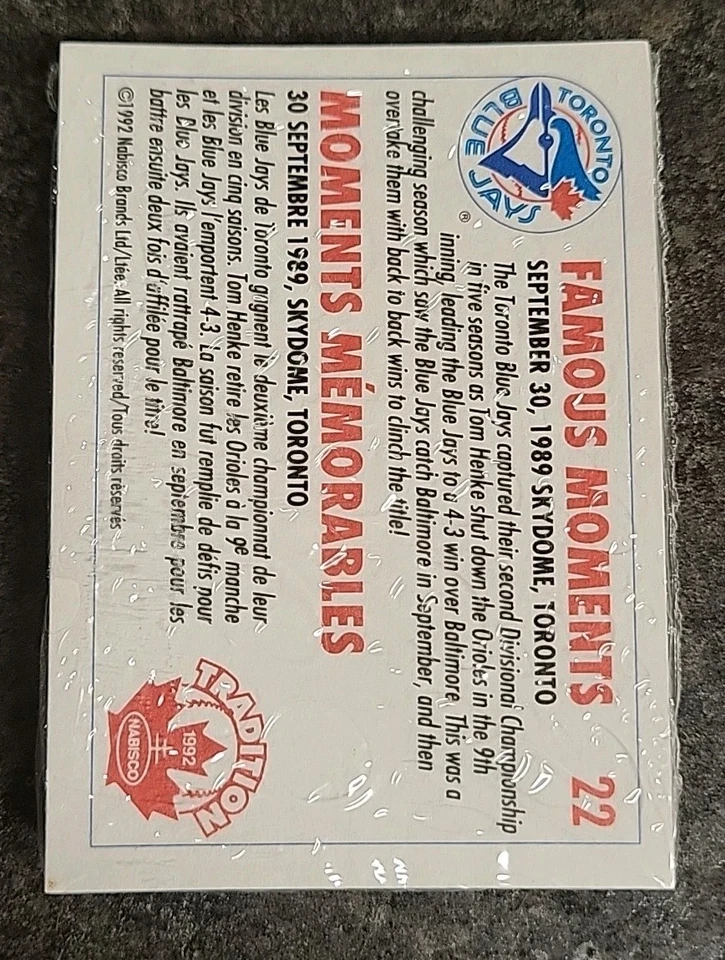 TORONTO
BLUE JAYS
®
FAMOUS MOMENTS 22
SEPTEMBER 30, 1989 SKYDOME, TORONTO
The Toronto Blue Jays captured their second Divisional Championship
in five seasons as Tom Henke shut down the Orioles in the 9th
inning, leading the Blue Jays to a 4-3 win over Baltimore. This was a
challenging season which saw the Blue Jays catch Baltimore in September, and then
overtake them with back to back wins to clinch the title!
MOMENTS MÉMORABLES
30 SEPTEMBRE 1989, SKYDOME, TORONTO
Les Blue Jays de Toronto gagnent le deuxième championnat de leur
division en cinq saisons. Tom Henke retire les Orioles à la 9e manche
et les Blue Jays l'emportent 4-3. La saison fut remplie de défis pour
les Blue Jays. Ils avaient rattrapé Baltimore en septembre pour les
battre ensuite deux fois d'affilée pour le titre!
©1992 Nabisco Brands Ltd/Ltée. All rights reserved/Tous droits réservés
TRADITION
1992
NABISCO